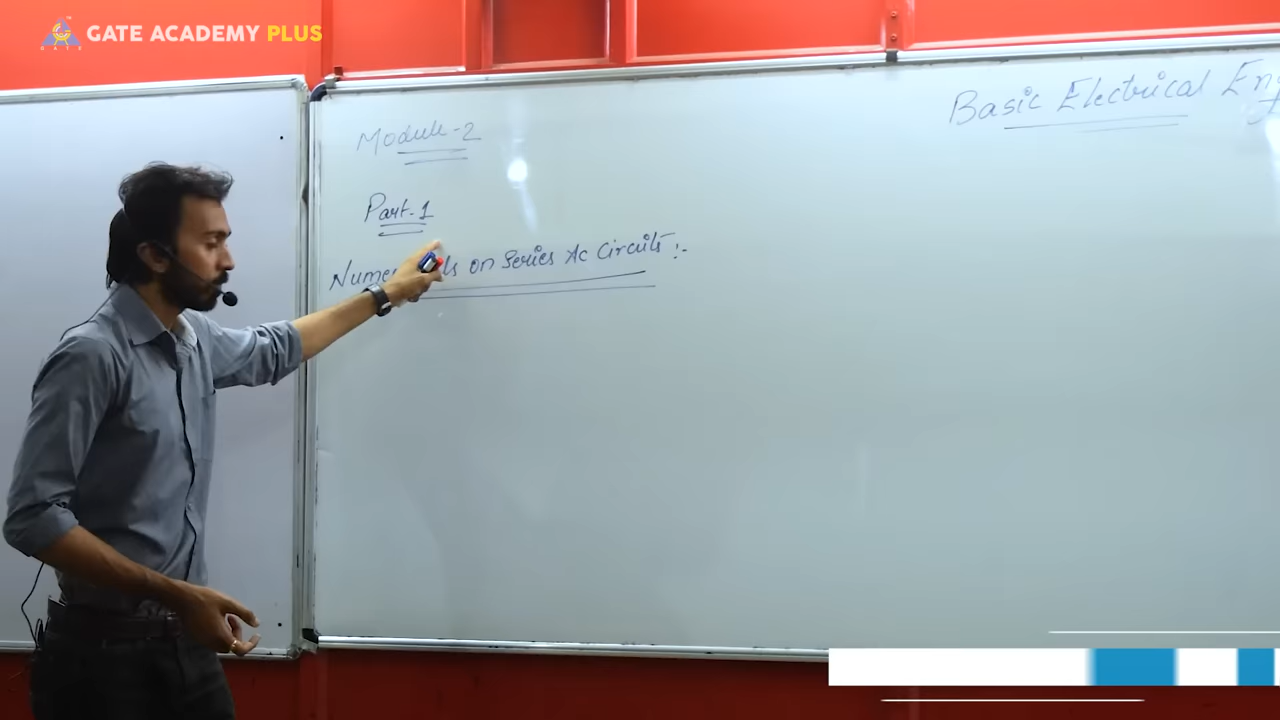 GATE ACADEMY PLUS
Basic Electrical
Module-2
Part-1
on Series Ac Circuits :-